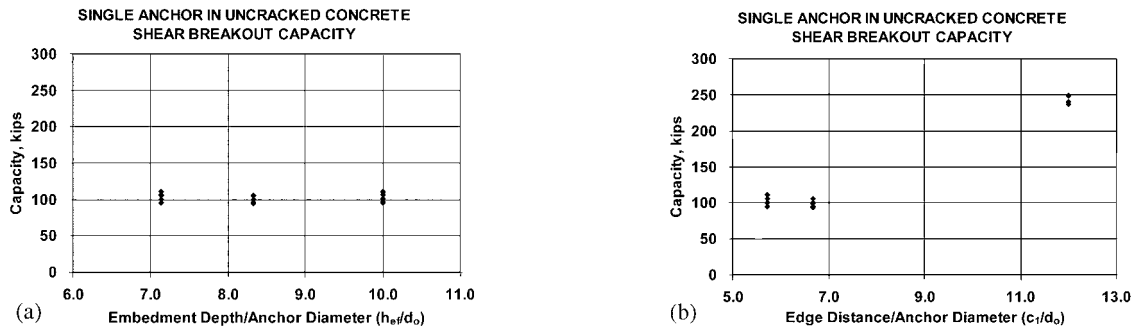 SINGLE ANCHOR IN UNCRACKED CONCRETE
SHEAR BREAKOUT CAPACITY
300
250
200
150
100
50
0
Capacity, kips
6.0 7.0 8.0 9.0 10.0 11.0
Embedment Depth/Anchor Diameter (hef/do)
(a)
SINGLE ANCHOR IN UNCRACKED CONCRETE
SHEAR BREAKOUT CAPACITY
300
250
200
150
100
50
0
Capacity, kips
5.0 7.0 9.0 11.0 13.0
Edge Distance/Anchor Diameter (c1/do)
(b)